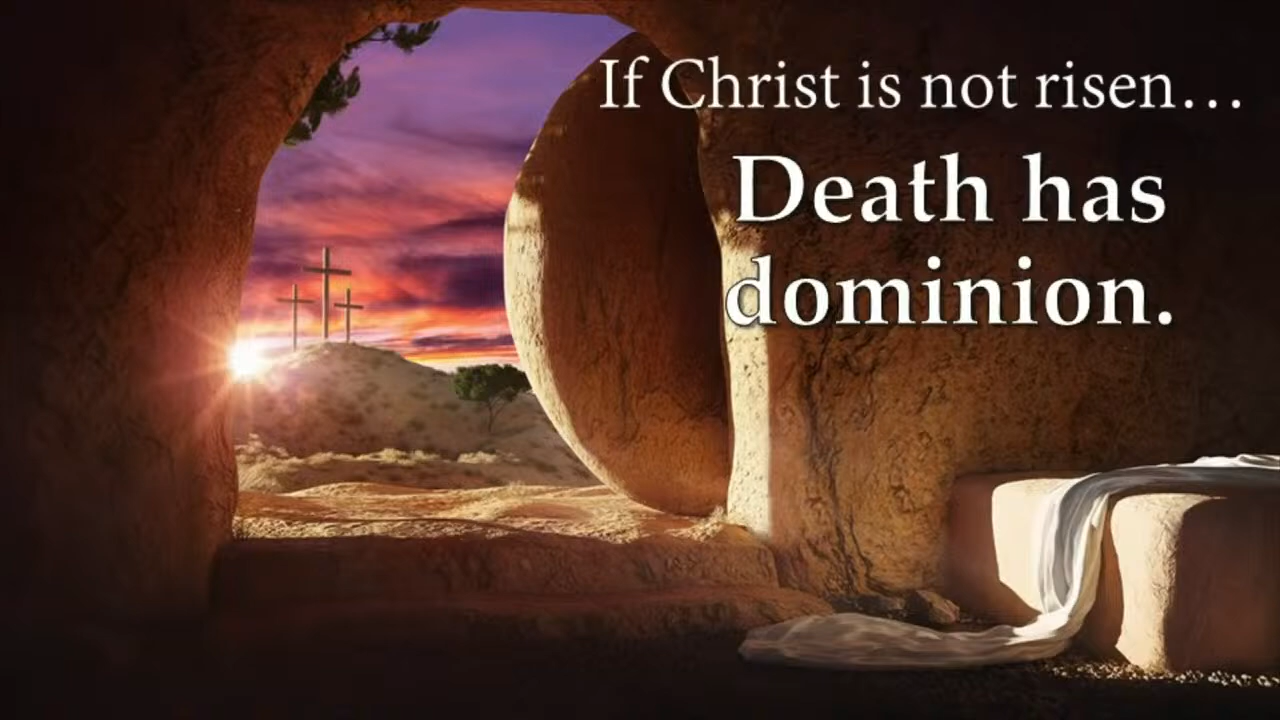 If Christ is not risen…
Death has
dominion.